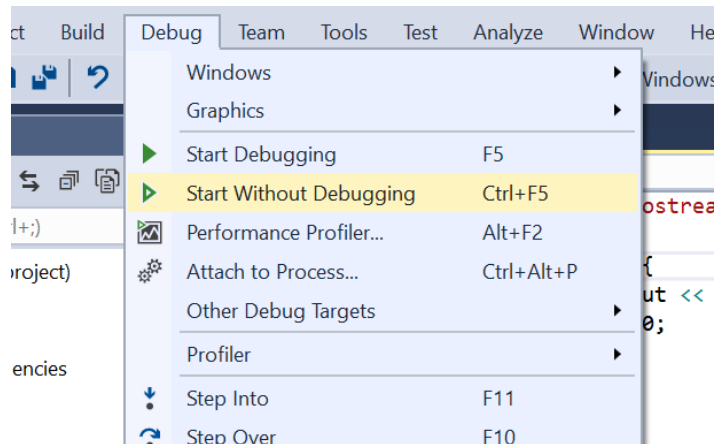 ct Build Debug Team Tools Test Analyze Window He
Windows
Windows
Graphics
Start Debugging F5
Start Without Debugging Ctrl+F5
ostrea
l+;)
Performance Profiler... Alt+F2
project)
Attach to Process... Ctrl+Alt+P
{
Other Debug Targets
ut <<
0;
Profiler
encies
Step Into F11
Step Over F10